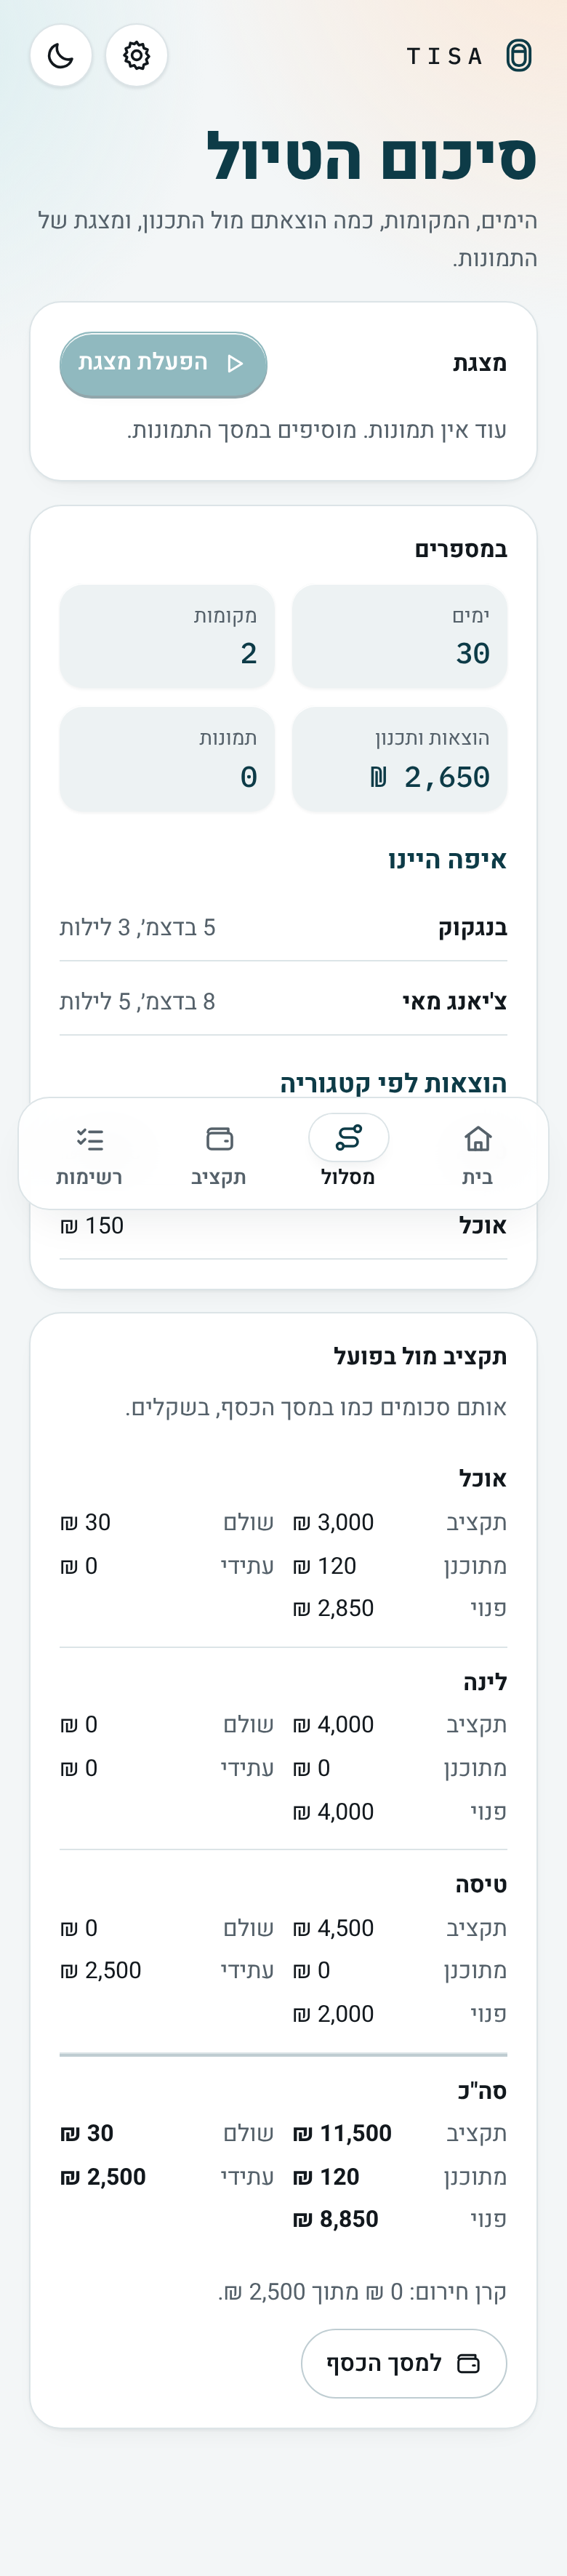 TISA
סיכום הטיול
הימים, המקומות, כמה הוצאתם מול התכנון, ומצגת של
התמונות.
מצגת
הפעלת מצגת
עוד אין תמונות. מוסיפים במסך התמונות.
במספרים
ימים
30
מקומות
2
הוצאות ותכנון
2,650 ₪
תמונות
0
איפה היינו
בנגקוק
5 בדצמ׳, 3 לילות
צ'יאנג מאי
8 בדצמ׳, 5 לילות
הוצאות לפי קטגוריה
בית
מסלול
תקציב
רשימות
אוכל
150 ₪
תקציב מול בפועל
אותם סכומים כמו במסך הכסף, בשקלים.
אוכל
תקציב 3,000 ₪ שולם 30 ₪
מתוכנן 120 ₪ עתידי 0 ₪
פנוי 2,850 ₪
לינה
תקציב 4,000 ₪ שולם 0 ₪
מתוכנן 0 ₪ עתידי 0 ₪
פנוי 4,000 ₪
טיסה
תקציב 4,500 ₪ שולם 0 ₪
מתוכנן 0 ₪ עתידי 2,500 ₪
פנוי 2,000 ₪
סה"כ
תקציב 11,500 ₪ שולם 30 ₪
מתוכנן 120 ₪ עתידי 2,500 ₪
פנוי 8,850 ₪
קרן חירום: 0 ₪ מתוך 2,500 ₪.
למסך הכסף